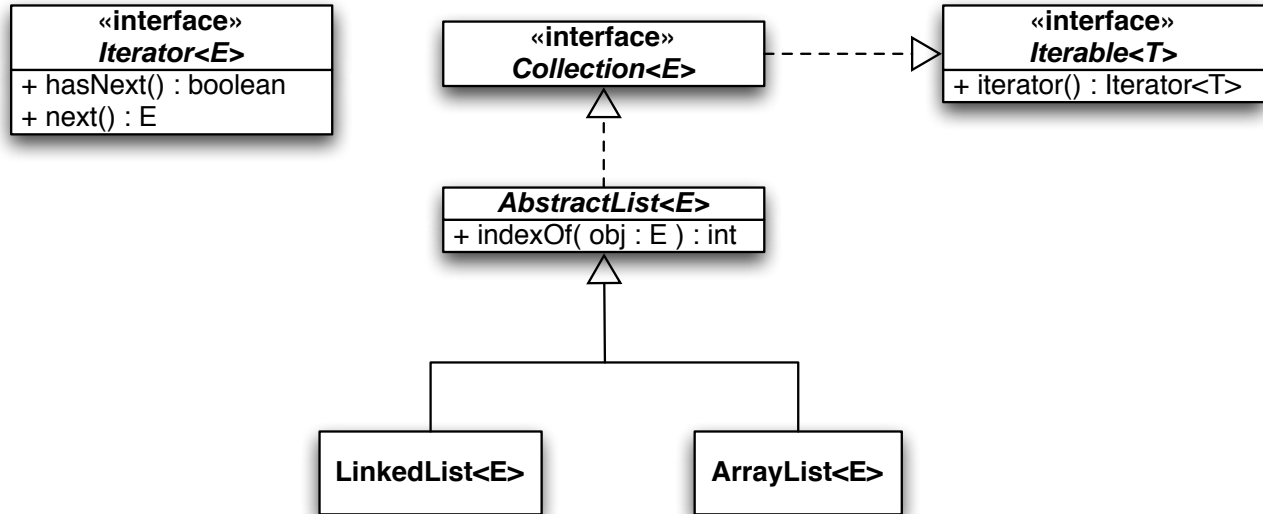 «interface»
Iterator<E>
+ hasNext() : boolean
+ next() : E
«interface»
Collection<E>
«interface»
Iterable<T>
+ iterator() : Iterator<T>
AbstractList<E>
+ indexOf( obj : E ) : int
LinkedList<E>
ArrayList<E>